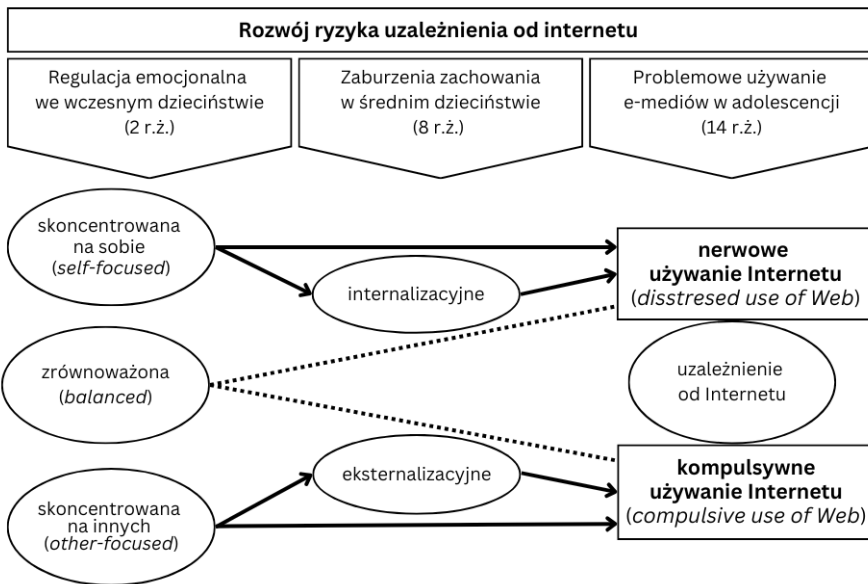 Rozwój ryzyka uzależnienia od internetu
Regulacja emocjonalna
we wczesnym dzieciństwie
(2 r.ż.)
Zaburzenia zachowania
w średnim dzieciństwie
(8 r.ż.)
Problemowe używanie
e-mediów w adolescencji
(14 r.ż.)
skoncentrowana
na sobie
(self-focused)
internalizacyjne
nerwowe
używanie Internetu
(disstresed use of Web)
zrównoważona
(balanced)
uzależnienie
od Internetu
eksternalizacyjne
kompulsywne
używanie Internetu
(compulsive use of Web)
skoncentrowana
na innych
(other-focused)